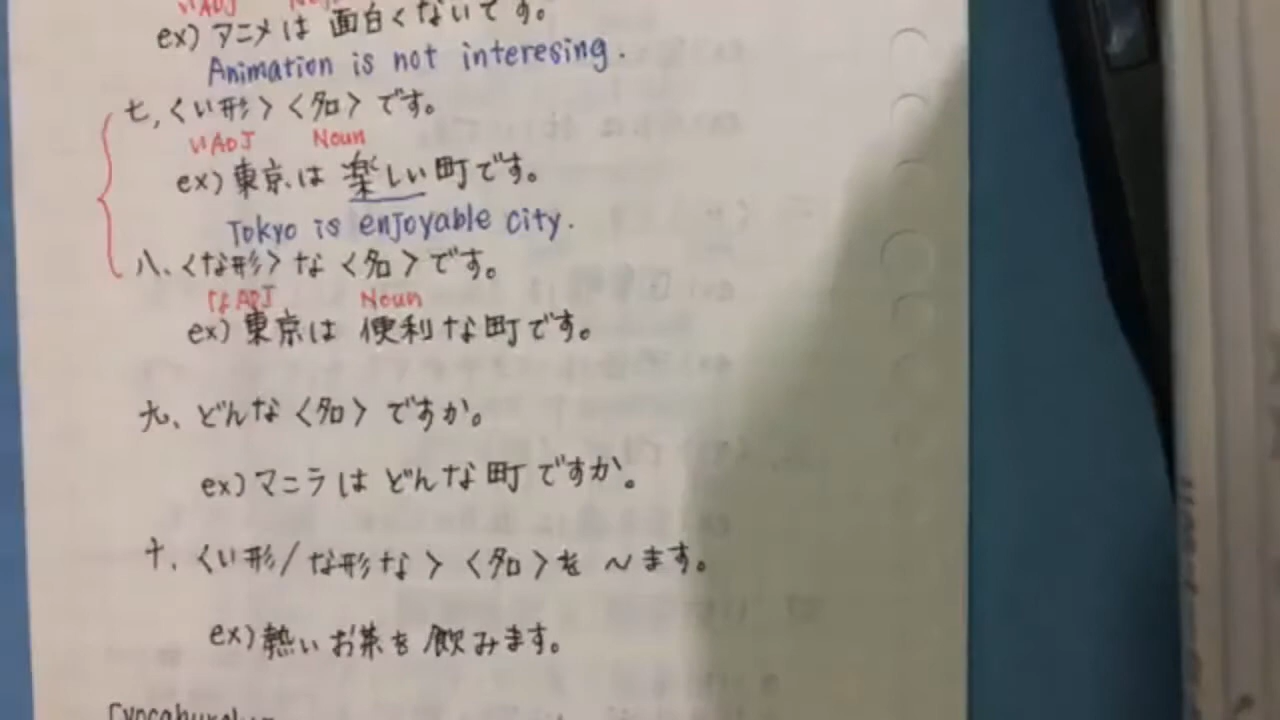 いADJ
ex) アニメは 面白くないです。
Animation is not interesing.
七、<い形> <名> です。
いADJ Noun
ex) 東京は 楽しい町です。
Tokyo is enjoyable city.
八、<な形> な <名> です。
なADJ Noun
ex) 東京は 便利な町です。
九、どんな <名> ですか。
ex) マニラは どんな町ですか。
十、<い形/な形な> <名>を 〜ます。
ex) 熱いお茶を飲みます。